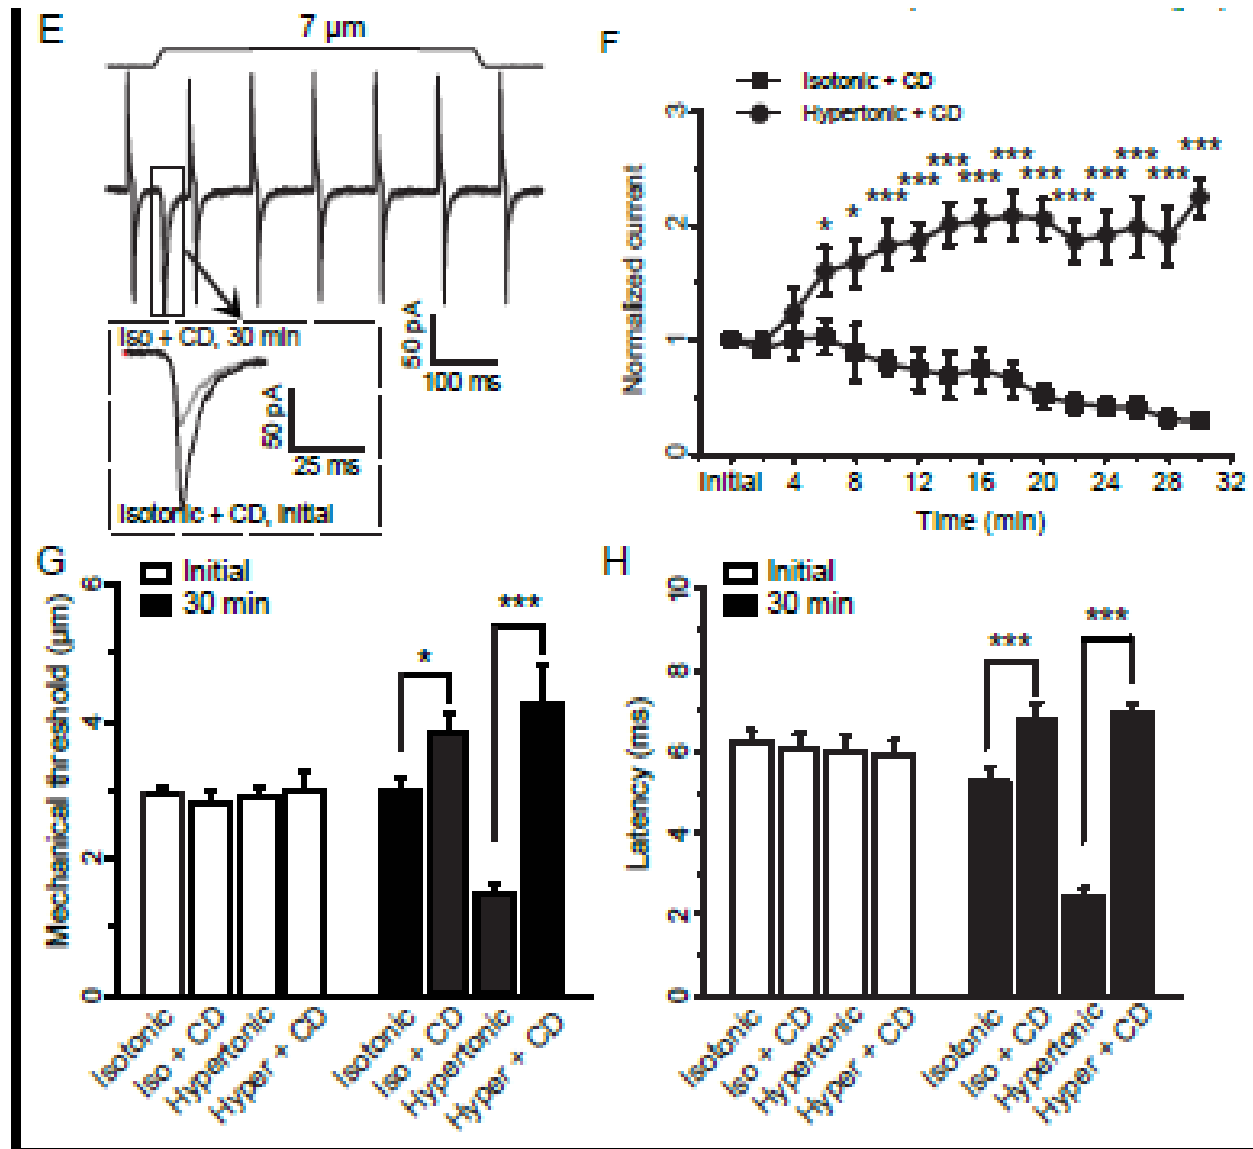 E
7 µm
Iso + CD, 30 min
50 pA
100 ms
50 pA
25 ms
Isotonic + CD, Initial
F
Isotonic + CD
Hypertonic + CD
Normalized current
3
2
1
0
*
*
***
***
***
***
***
***
***
***
***
***
***
Initial 4 8 12 16 20 24 28 32
Time (min)
G
Initial
30 min
Mechanical threshold (µm)
6
4
2
0
*
***
Isotonic
Iso + CD
Hypertonic
Hyper + CD
Isotonic
Iso + CD
Hypertonic
Hyper + CD
H
Initial
30 min
Latency (ms)
10
8
6
4
2
0
***
***
Isotonic
Iso + CD
Hypertonic
Hyper + CD
Isotonic
Iso + CD
Hypertonic
Hyper + CD